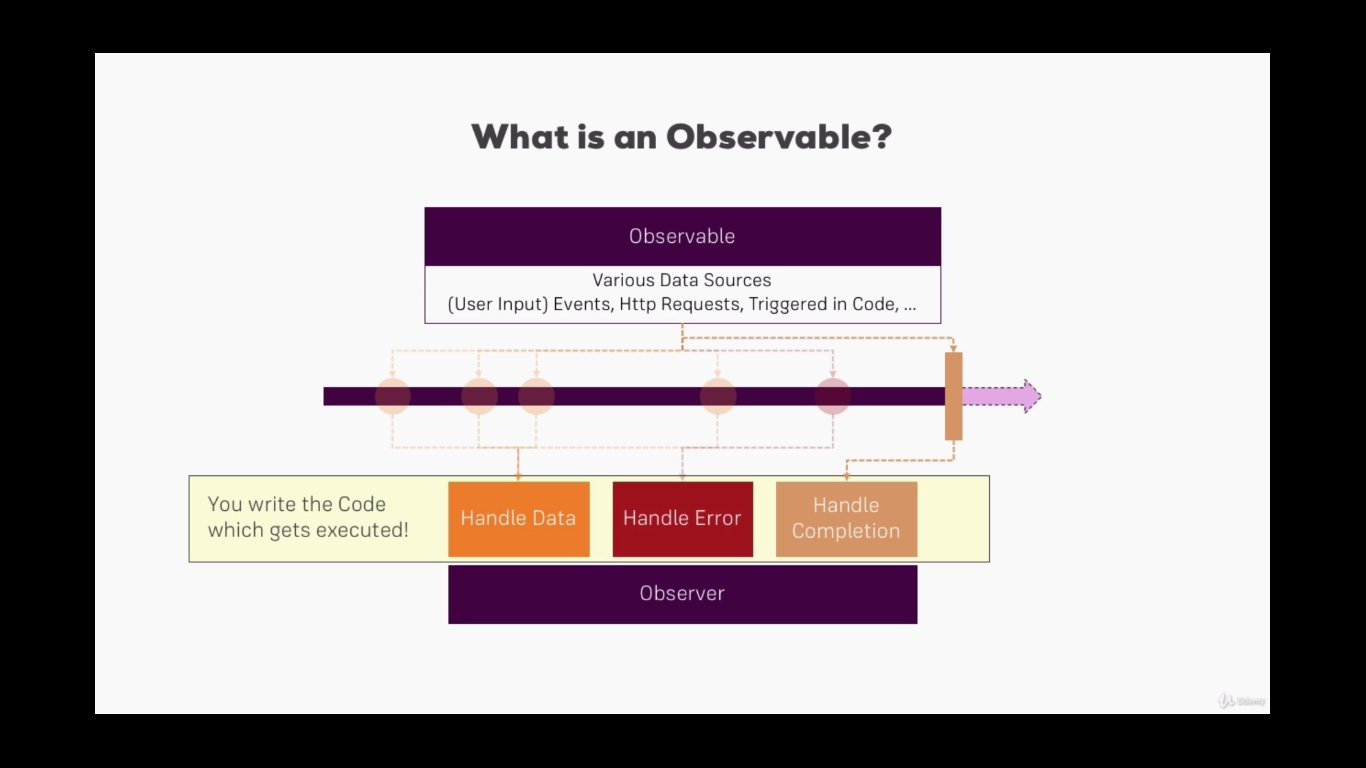 What is an Observable?
Observable
Various Data Sources
(User Input) Events, Http Requests, Triggered in Code, ...
You write the Code
which gets executed!
Handle Data
Handle Error
Handle
Completion
Observer
Udemy